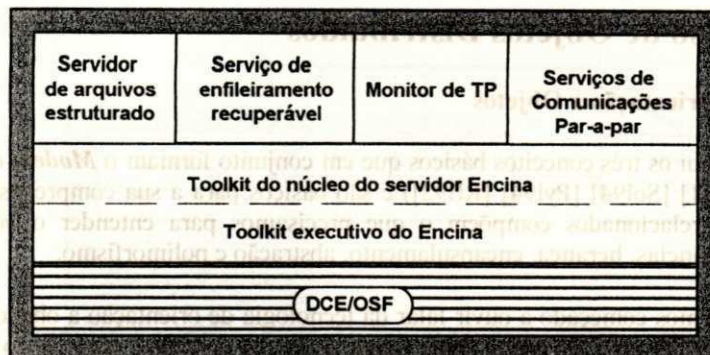 Servidor
de arquivos
estruturado
Serviço de
enfileiramento
recuperável
Monitor de TP
Serviços de
Comunicações
Par-a-par
Toolkit do núcleo do servidor Encina
Toolkit executivo do Encina
DCE/OSF